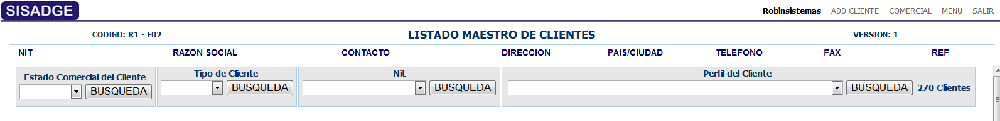 SISADGE
Robinsistemas ADD CLIENTE COMERCIAL MENU SALIR
CODIGO: R1 - F02 LISTADO MAESTRO DE CLIENTES VERSION: 1
NIT RAZON SOCIAL CONTACTO DIRECCION PAIS/CIUDAD TELEFONO FAX REF
Estado Comercial del Cliente Tipo de Cliente Nit Perfil del Cliente
BUSQUEDA BUSQUEDA BUSQUEDA BUSQUEDA 270 Clientes